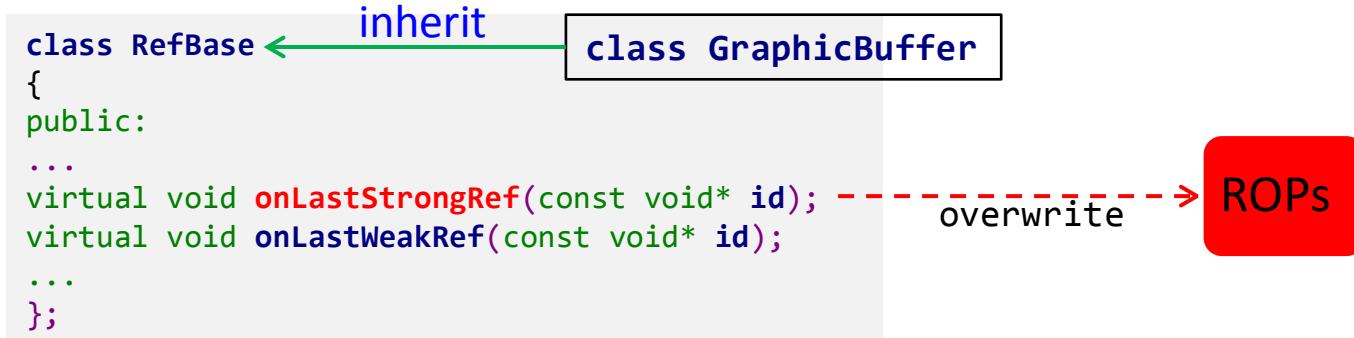 inherit
class RefBase
class GraphicBuffer
{
public:
...
virtual void onLastStrongRef(const void* id);
overwrite
ROPs
virtual void onLastWeakRef(const void* id);
...
};